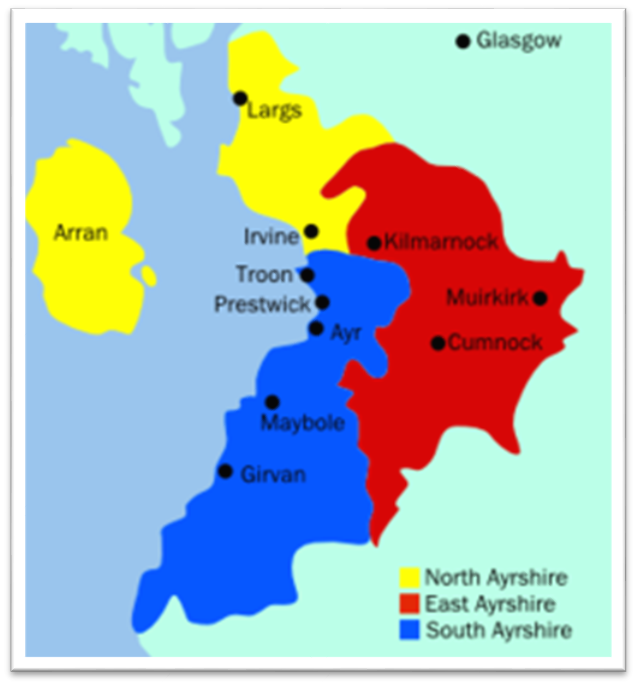 Glasgow
Largs
Arran
Irvine
Kilmarnock
Troon
Prestwick
Muirkirk
Ayr
Cumnock
Maybole
Girvan
North Ayrshire
East Ayrshire
South Ayrshire